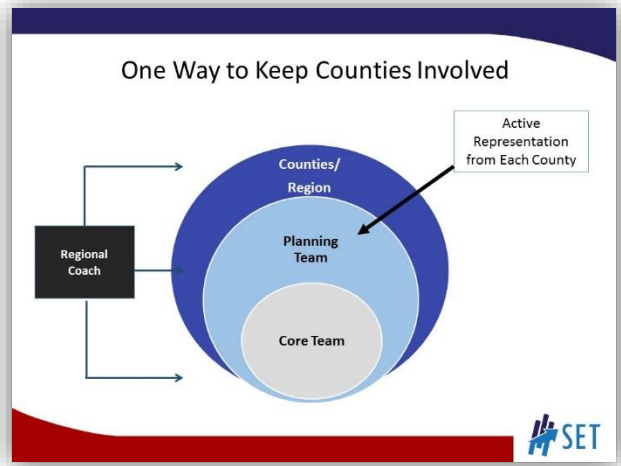 One Way to Keep Counties Involved
Active
Representation
from Each County
Counties/
Region
Planning
Team
Regional
Coach
Core Team
SET